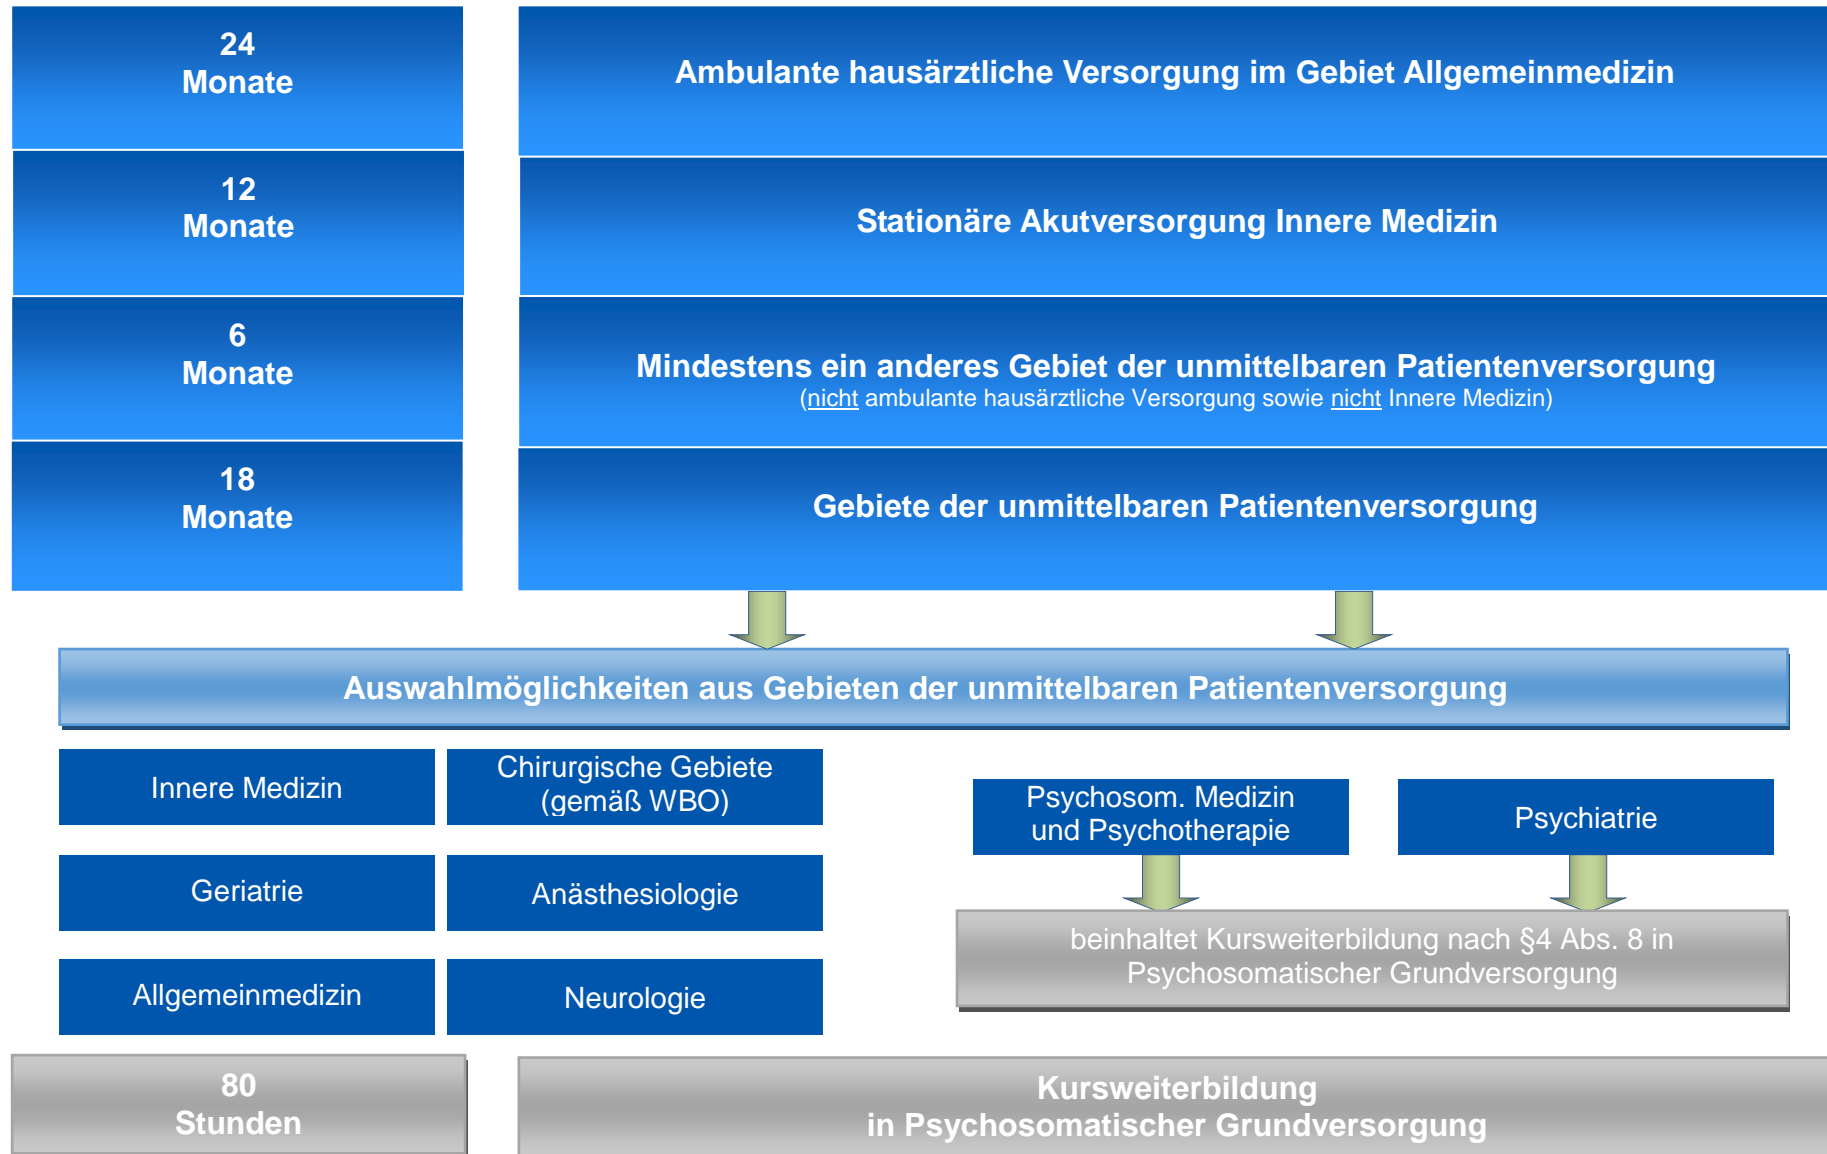 24
Monate
Ambulante hausärztliche Versorgung im Gebiet Allgemeinmedizin
12
Monate
Stationäre Akutversorgung Innere Medizin
6
Monate
Mindestens ein anderes Gebiet der unmittelbaren Patientenversorgung
(nicht ambulante hausärztliche Versorgung sowie nicht Innere Medizin)
18
Monate
Gebiete der unmittelbaren Patientenversorgung
Auswahlmöglichkeiten aus Gebieten der unmittelbaren Patientenversorgung
Innere Medizin
Chirurgische Gebiete
(gemäß WBO)
Psychosom. Medizin
und Psychotherapie
Psychiatrie
Geriatrie
Anästhesiologie
beinhaltet Kursweiterbildung nach §4 Abs. 8 in
Psychosomatischer Grundversorgung
Allgemeinmedizin
Neurologie
80
Stunden
Kursweiterbildung
in Psychosomatischer Grundversorgung